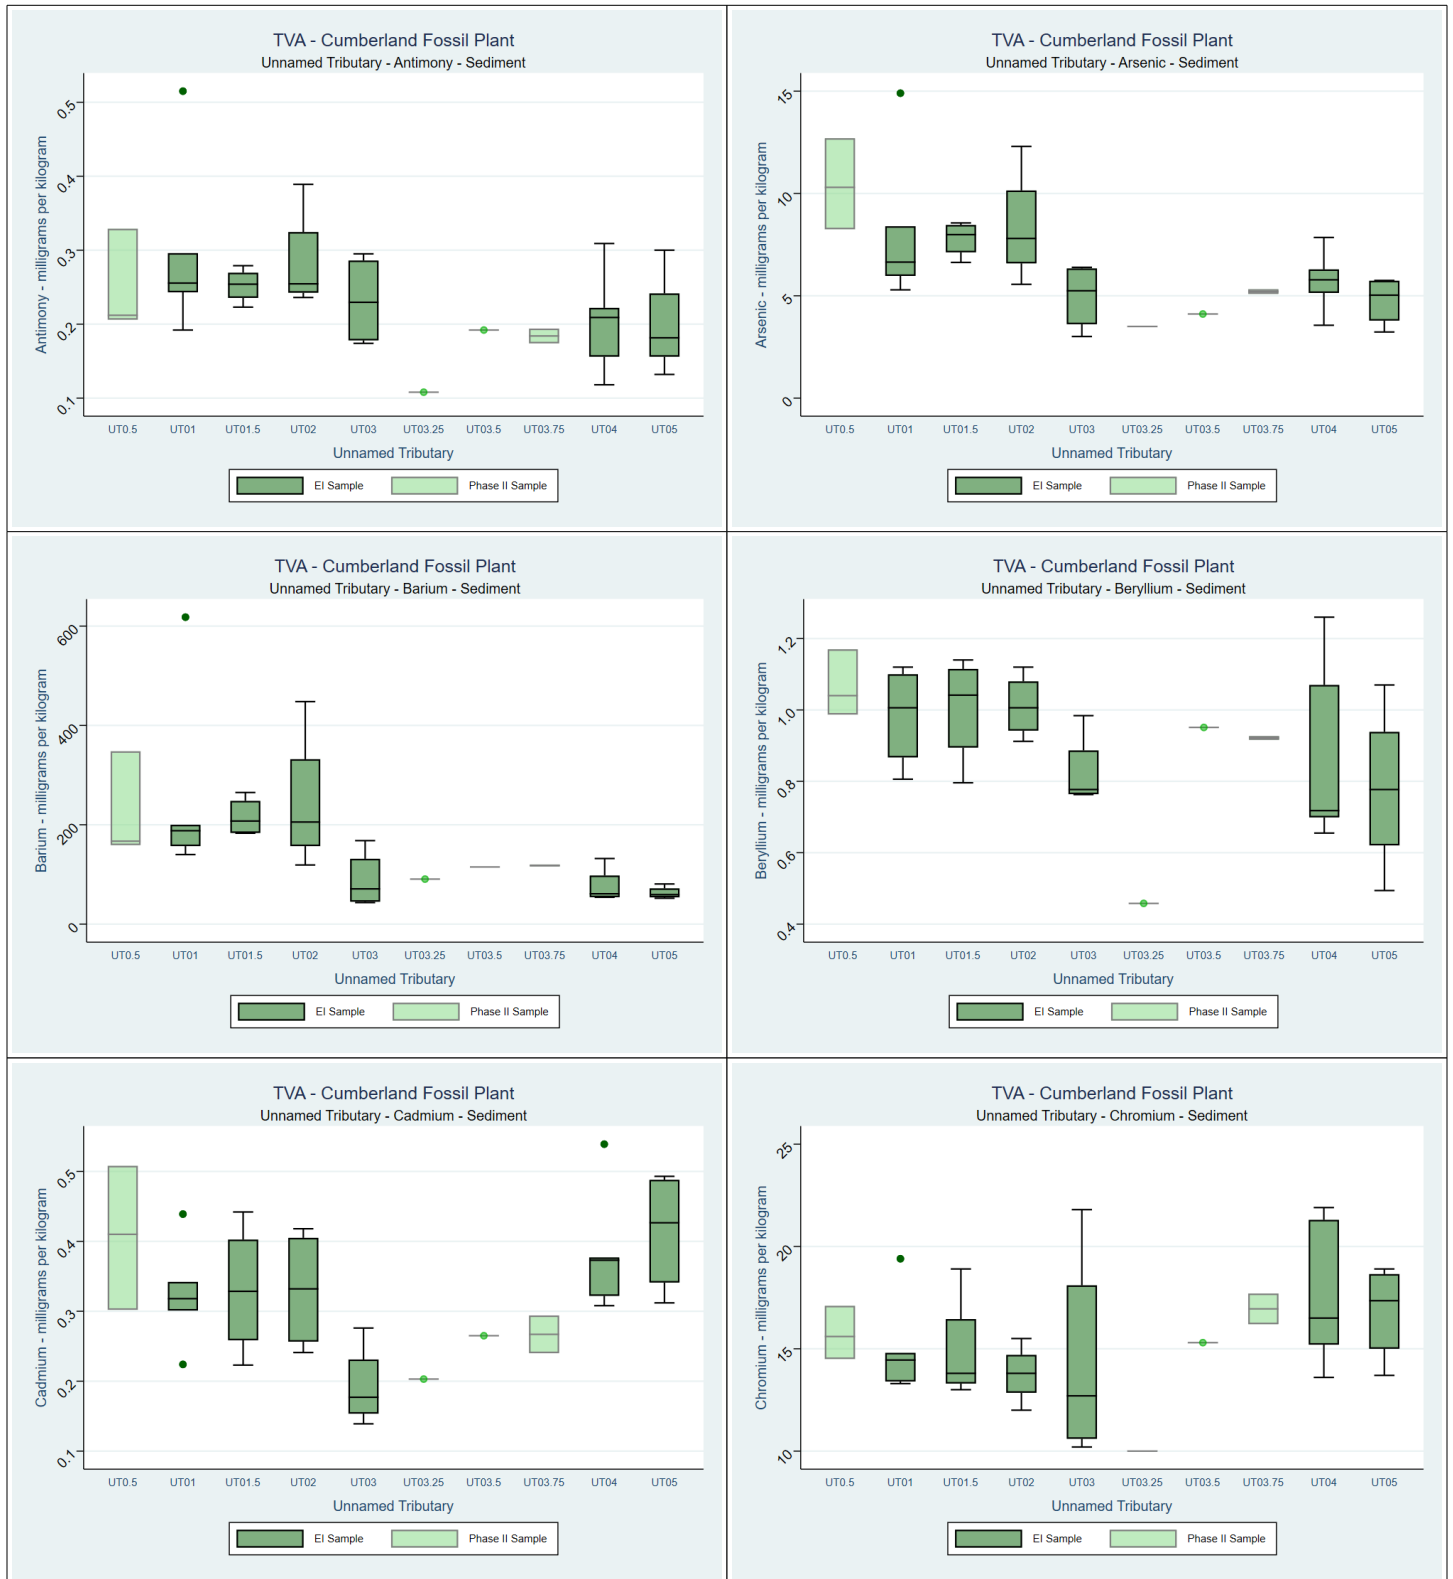 TVA - Cumberland Fossil Plant
Unnamed Tributary - Antimony - Sediment
Antimony - milligrams per kilogram
0.5
0.4
0.3
0.2
0.1
UT0.5 UT01 UT01.5 UT02 UT03 UT03.25 UT03.5 UT03.75 UT04 UT05
Unnamed Tributary
EI Sample Phase II Sample
TVA - Cumberland Fossil Plant
Unnamed Tributary - Arsenic - Sediment
Arsenic - milligrams per kilogram
15
10
5
0
UT0.5 UT01 UT01.5 UT02 UT03 UT03.25 UT03.5 UT03.75 UT04 UT05
Unnamed Tributary
EI Sample Phase II Sample
TVA - Cumberland Fossil Plant
Unnamed Tributary - Barium - Sediment
Barium - milligrams per kilogram
600
400
200
0
UT0.5 UT01 UT01.5 UT02 UT03 UT03.25 UT03.5 UT03.75 UT04 UT05
Unnamed Tributary
EI Sample Phase II Sample
TVA - Cumberland Fossil Plant
Unnamed Tributary - Beryllium - Sediment
Beryllium - milligrams per kilogram
1.2
1.0
0.8
0.6
0.4
UT0.5 UT01 UT01.5 UT02 UT03 UT03.25 UT03.5 UT03.75 UT04 UT05
Unnamed Tributary
EI Sample Phase II Sample
TVA - Cumberland Fossil Plant
Unnamed Tributary - Cadmium - Sediment
Cadmium - milligrams per kilogram
0.5
0.4
0.3
0.2
0.1
UT0.5 UT01 UT01.5 UT02 UT03 UT03.25 UT03.5 UT03.75 UT04 UT05
Unnamed Tributary
EI Sample Phase II Sample
TVA - Cumberland Fossil Plant
Unnamed Tributary - Chromium - Sediment
Chromium - milligrams per kilogram
25
20
15
10
UT0.5 UT01 UT01.5 UT02 UT03 UT03.25 UT03.5 UT03.75 UT04 UT05
Unnamed Tributary
EI Sample Phase II Sample